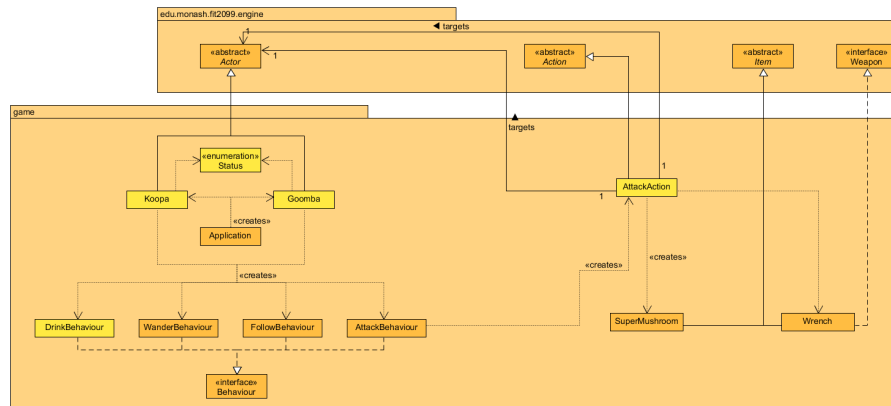 edu.monash.fit2099.engine
◀ targets
1
«abstract»
Actor
1
«abstract»
Action
«abstract»
Item
«interface»
Weapon
game
▲
targets
«enumeration»
Status
1
Koopa
Goomba
AttackAction
1
«creates»
Application
«creates»
«creates»
«creates»
DrinkBehaviour
WanderBehaviour
FollowBehaviour
AttackBehaviour
SuperMushroom
Wrench
«interface»
Behaviour